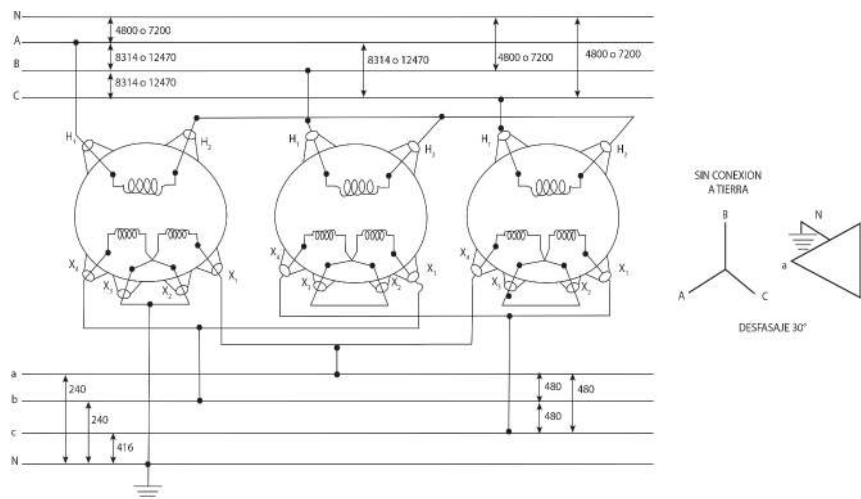 N
4800 o 7200
A
8314 o 12470
B
8314 o 12470
C
8314 o 12470
4800 o 7200
4800 o 7200
H1
H2
H1
H2
H1
H2
X4
X3
X2
X1
X4
X3
X2
X1
X4
X3
X2
X1
SIN CONEXION
A TIERRA
B
A
C
N
a
DESFASAJE 30°
a
240
480
480
b
240
480
c
416
N